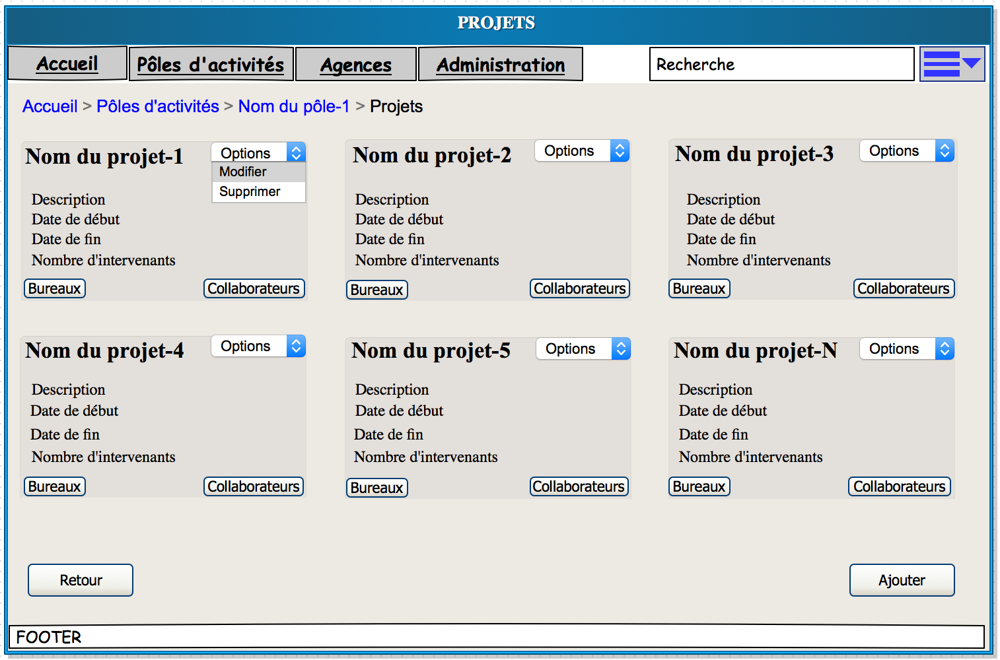 PROJETS
Accueil Pôles d'activités Agences Administration Recherche
Accueil > Pôles d'activités > Nom du pôle-1 > Projets
Nom du projet-1 Options
Modifier
Supprimer
Description
Date de début
Date de fin
Nombre d'intervenants
Bureaux Collaborateurs
Nom du projet-2 Options
Description
Date de début
Date de fin
Nombre d'intervenants
Bureaux Collaborateurs
Nom du projet-3 Options
Description
Date de début
Date de fin
Nombre d'intervenants
Bureaux Collaborateurs
Nom du projet-4 Options
Description
Date de début
Date de fin
Nombre d'intervenants
Bureaux Collaborateurs
Nom du projet-5 Options
Description
Date de début
Date de fin
Nombre d'intervenants
Bureaux Collaborateurs
Nom du projet-N Options
Description
Date de début
Date de fin
Nombre d'intervenants
Bureaux Collaborateurs
Retour Ajouter
FOOTER